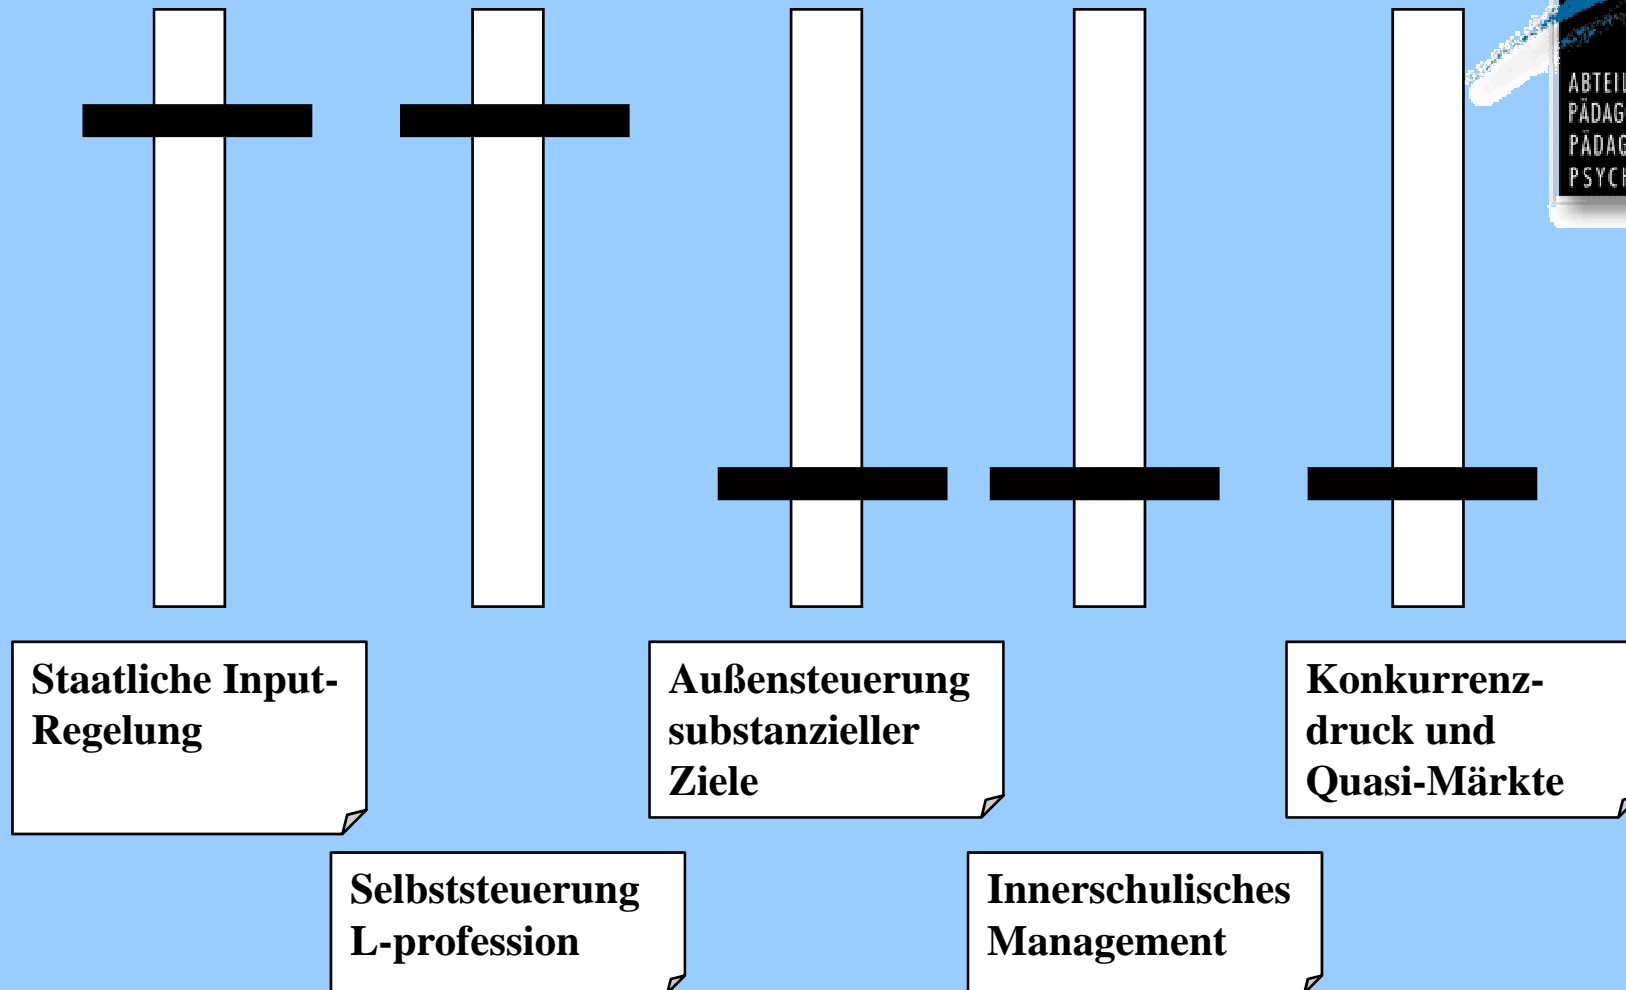 Staatliche Input-
Regelung
Selbststeuerung
L-profession
Außensteuerung
substanzieller
Ziele
Innerschulisches
Management
Konkurrenz-
druck und
Quasi-Märkte